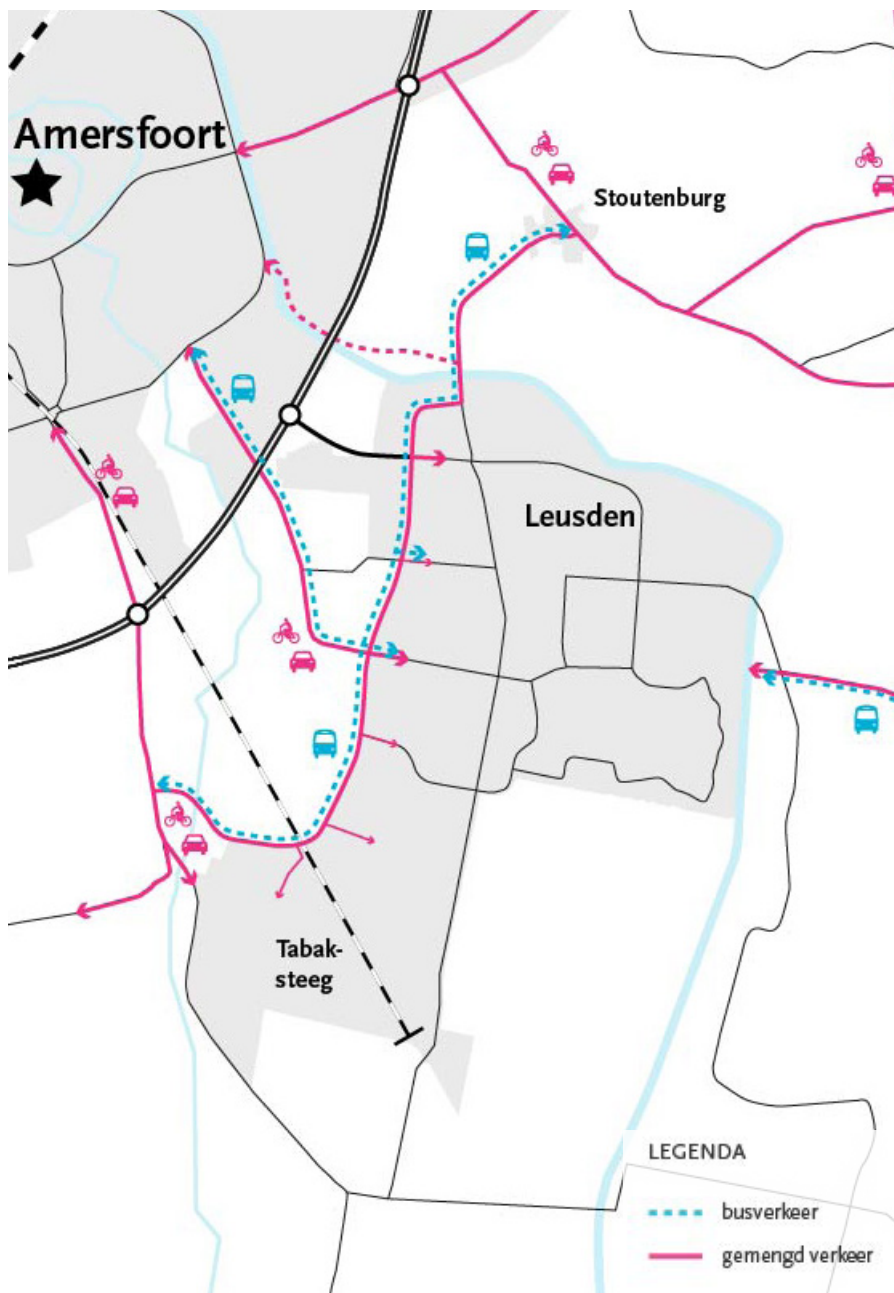 Amersfoort
Stoutenburg
Leusden
Tabak-
steeg
LEGENDA
busverkeer
gemengd verkeer